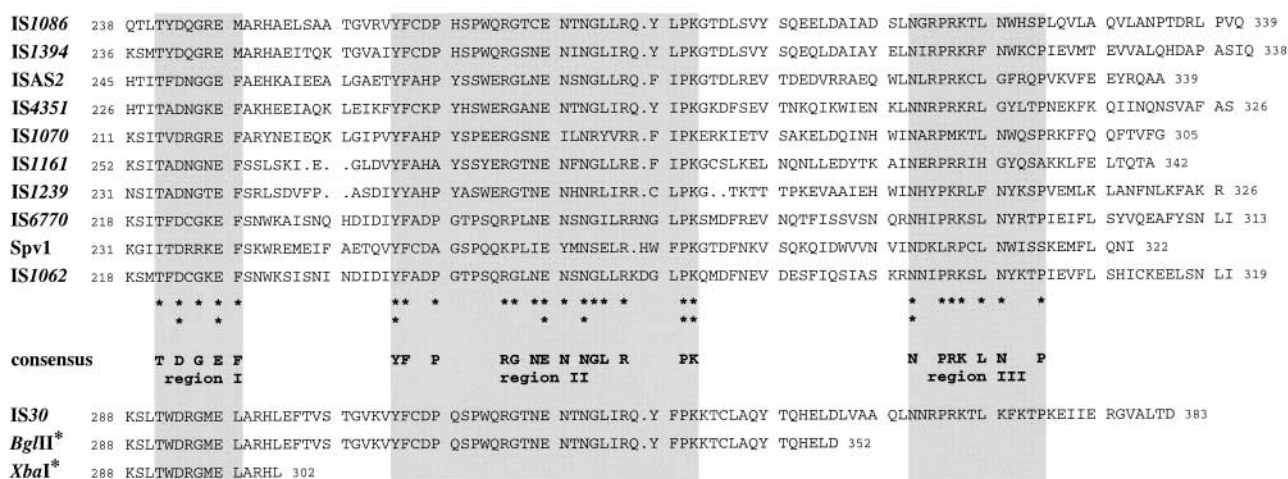 IS1086 238 QTLTYDQGRE MARHAELSAA TGVRVYFCDP HSPWQRGTCE NTNGLLRQ.Y LPKGTDLSVY SQEELDAIAD SLNGRPRKTL NWHSPLQVLA QVLANPTDRL PVQ 339
IS1394 236 KSMTYDQGRE MARHAEITQK TGVAIYFCDP HSPWQRGSNE NINGLIRQ.Y LPKGTDLSVY SQEQLDAIAY ELNIRPRKRF NWKCPIEVMT EVVALQHDAP ASIQ 338
ISAS2 245 HTITFDNGGE FAEHKAIEEA LGAETYFAHP YSSWERGLNE NSNGLLRQ.F IPKGTDLREV TDEDVRRAEQ WLNLRPRKCL GFRQPVKVFE EYRQAA 339
IS4351 226 HTITADNGKE FAKHEEIAQK LEIKFYFCKP YHSWERGANE NTNGLIRQ.Y IPKGKDFSEV TNKQIKWIEN KLNNRPRKRL GYLTPNEKFK QIINQNSVAF AS 326
IS1070 211 KSITVDRGRE FARYNEIEQK LGIPVYFAHP YSPEERGSNE ILNRYVRR.F IPKERKIETV SAKELDQINH WINARPMKTL NWQSPRKFFQ QFTVFG 305
IS1161 252 KSITADNGNE FSSLSKI.E. .GLDVYFAHA YSSYERGTNE NFNGLLRE.F IPKGCSLKEL NQNLLEDYTK AINERPRRIH GYQSAKKLFE LTQTA 342
IS1239 231 NSITADNGTE FSRLSDVFP. .ASDIYYAHP YASWERGTNE NHNRLIRR.C LPKG..TKTT TPKEVAAIEH WINHYPKRLF NYKSPVEMLK LANFNLKFAK R 326
IS6770 218 KSITFDCGKE FSNWKAISNQ HDIDIYFADP GTPSQRPLNE NSNGILRRNG LPKSMDFREV NQTFISSVSN QRNHIPRKSL NYRTPIEIFL SYVQEAFYSN LI 313
Spv1 231 KGIITDRRKE FSKWREMEIF AETQVYFCDA GSPQQKPLIE YMNSELR.HW FPKGTDFNKV SQKQIDWVVN VINDKLRPCL NWISSKEMFL QNI 322
IS1062 218 KSMTFDCGKE FSNWKSISNI NDIDIYFADP GTPSQRGLNE NSNGLLRKDG LPKQMDFNEV DESFIQSIAS KRNNIPRKSL NYKTPIEVFL SHICKEELSN LI 319
* * * * * ** * ** ** * *** * ** * *** * * *
* * * * * ** *
consensus T D G E F YF P RG NE N NGL R PK N PRK L N P
region I region II region III
IS30 288 KSLTWDRGME LARHLEFTVS TGVKVYFCDP QSPWQRGTNE NTNGLIRQ.Y FPKKTCLAQY TQHELDLVAA QLNNRPRKTL KFKTPKEIIE RGVALTD 383
BglII* 288 KSLTWDRGME LARHLEFTVS TGVKVYFCDP QSPWQRGTNE NTNGLIRQ.Y FPKKTCLAQY TQHELD 352
XbaI* 288 KSLTWDRGME LARHL 302